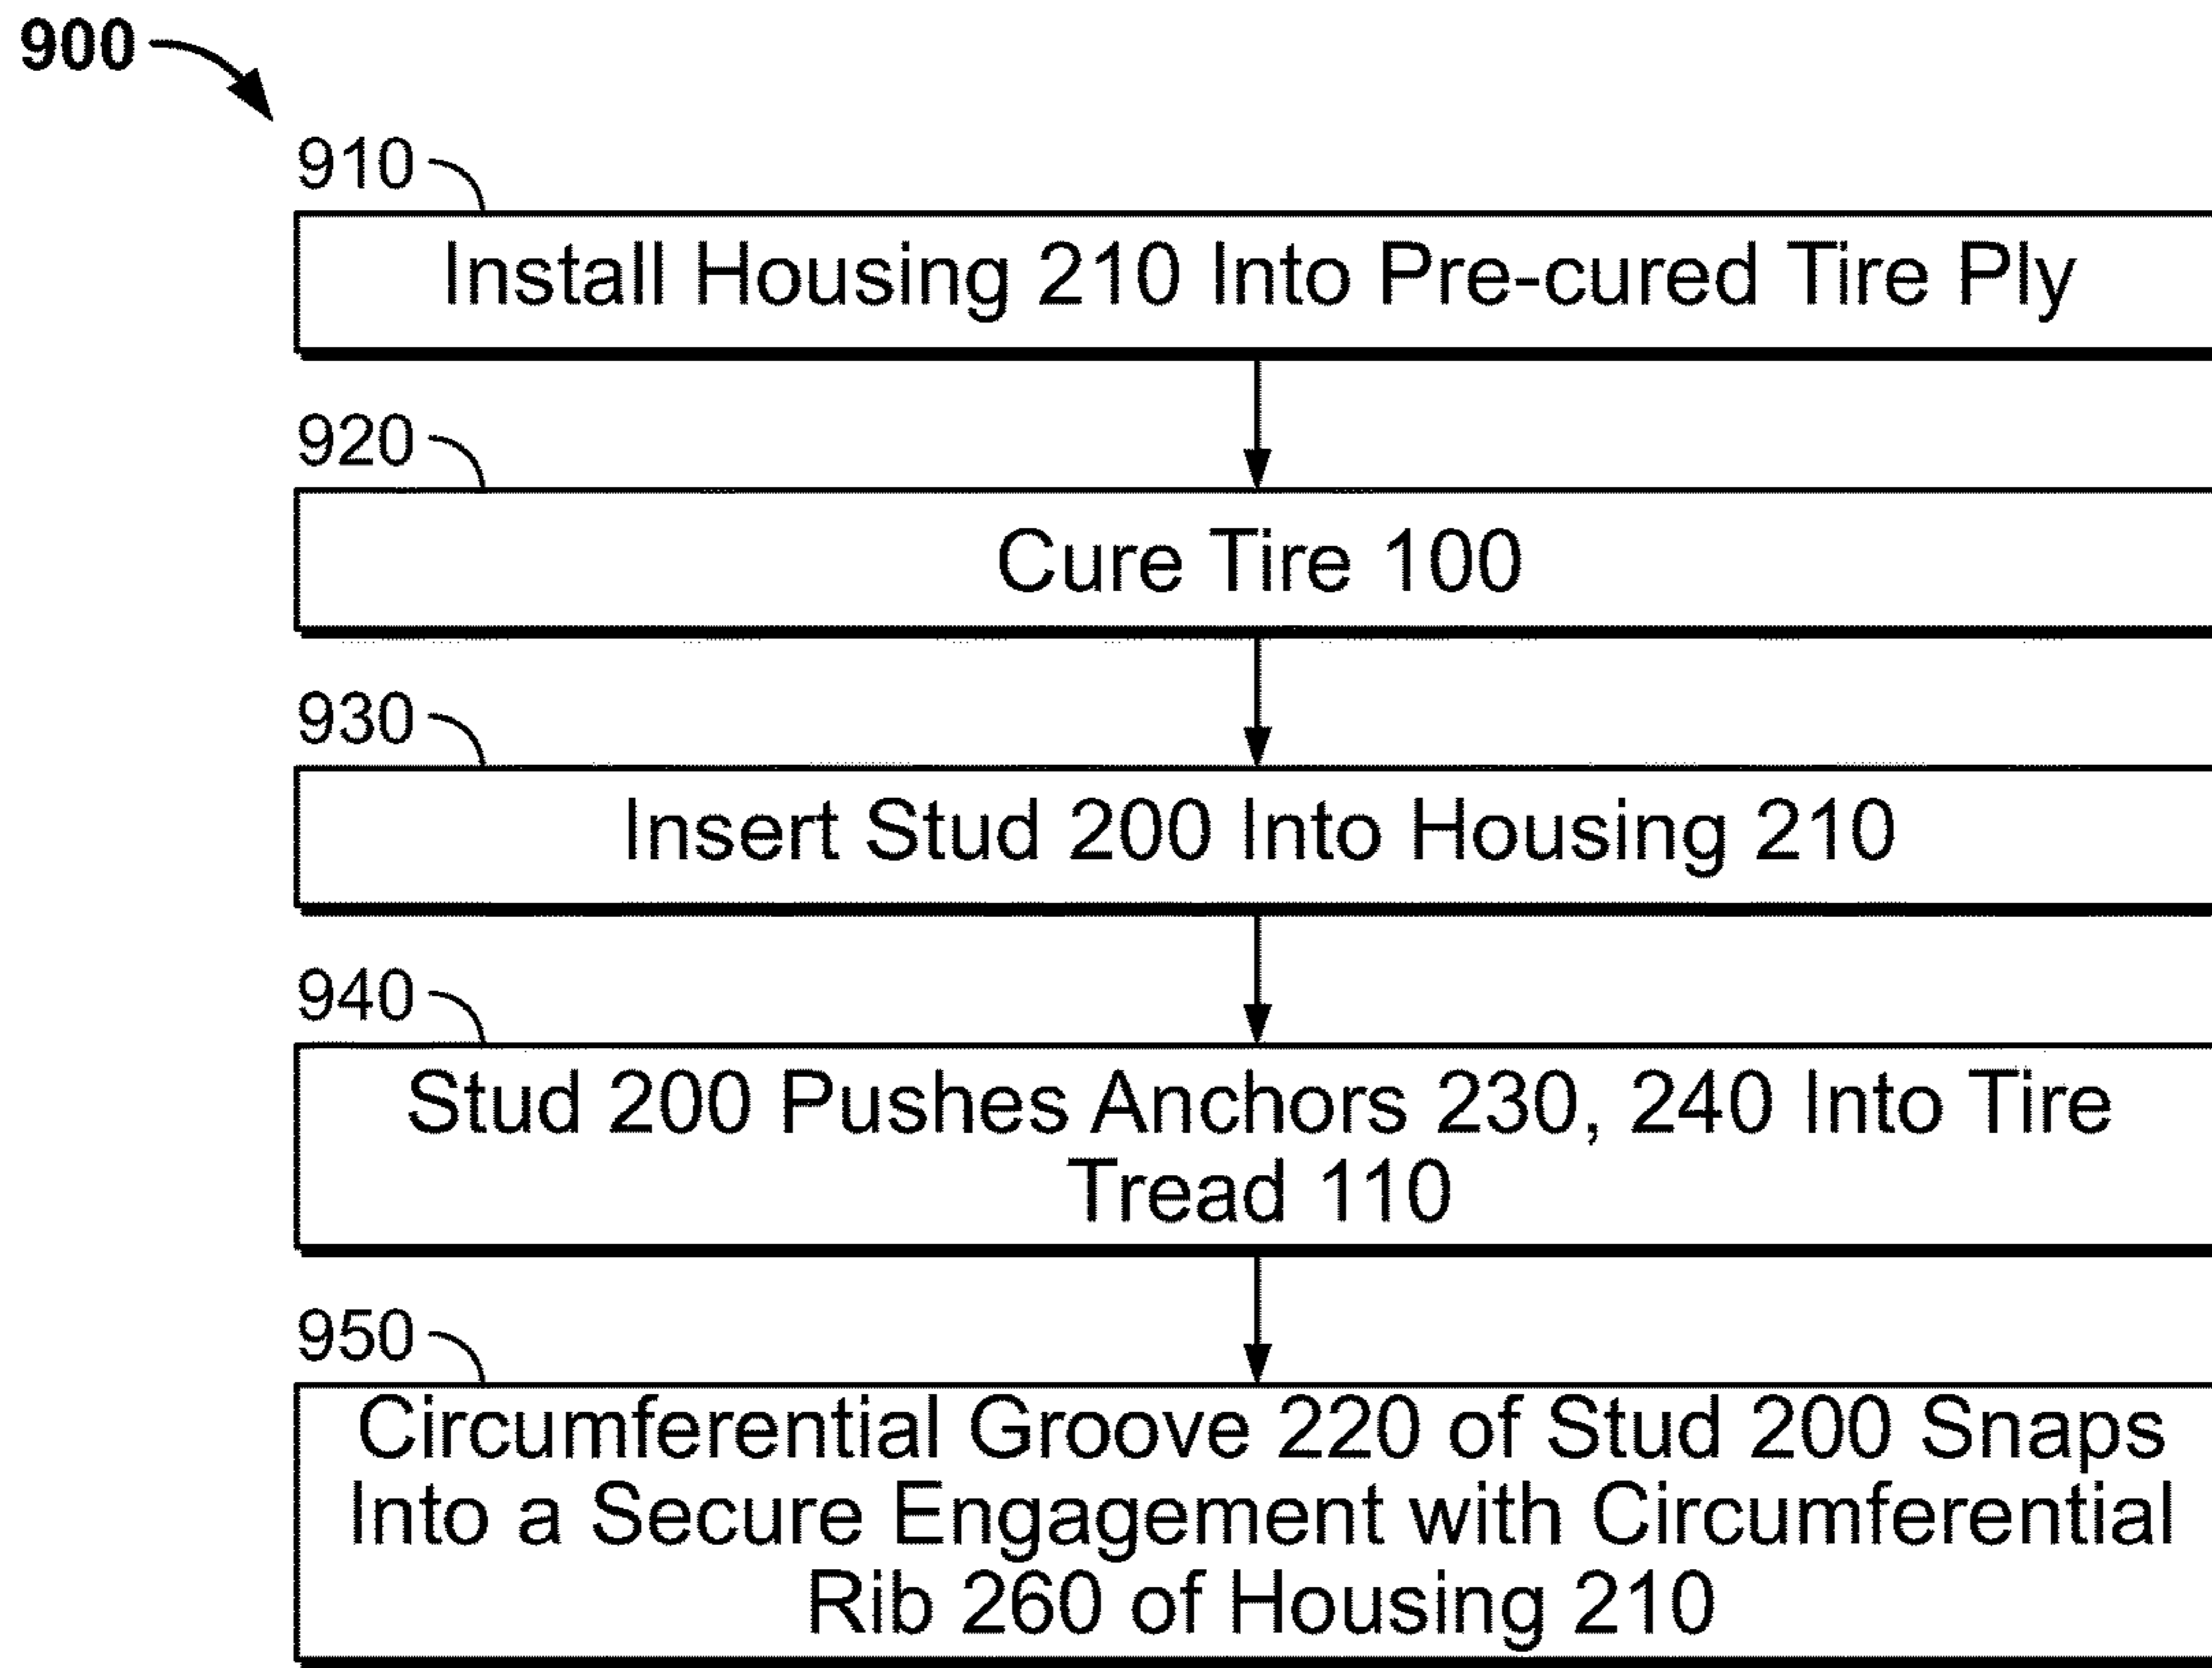 900
910
Install Housing 210 Into Pre-cured Tire Ply
920
Cure Tire 100
930
Insert Stud 200 Into Housing 210
940
Stud 200 Pushes Anchors 230, 240 Into Tire
Tread 110
950
Circumferential Groove 220 of Stud 200 Snaps
Into a Secure Engagement with Circumferential
Rib 260 of Housing 210